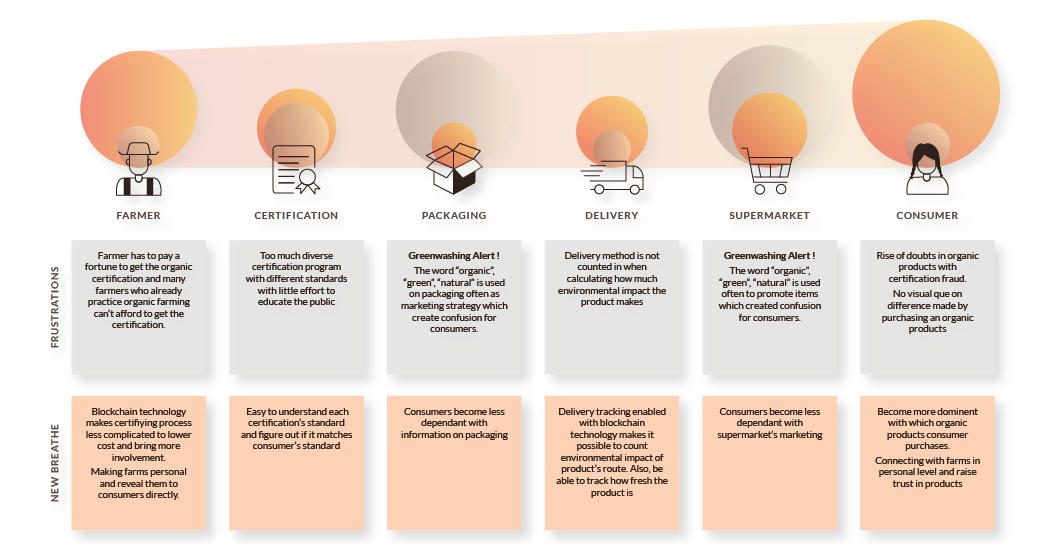 FARMER
CERTIFICATION
PACKAGING
DELIVERY
SUPERMARKET
CONSUMER
FRUSTRATIONS
Farmer has to pay a
fortune to get the organic
certification and many
farmers who already
practice organic farming
can't afford to get the
certification.
Too much diverse
certification program
with different standards
with little effort to
educate the public
Greenwashing Alert !
The word "organic",
"green", "natural" is used
on packaging often as
marketing strategy which
create confusion for
consumers.
Delivery method is not
counted in when
calculating how much
environmental impact the
product makes
Greenwashing Alert !
The word "organic",
"green", "natural" is used
often to promote items
which created confusion
for consumers.
Rise of doubts in organic
products with
certification fraud.
No visual que on
difference made by
purchasing an organic
products
NEW BREATHE
Blockchain technology
makes certifiying process
less complicated to lower
cost and bring more
involvement.
Making farms personal
and reveal them to
consumers directly.
Easy to understand each
certification's standard
and figure out if it matches
consumer's standard
Consumers become less
dependant with
information on packaging
Delivery tracking enabled
with blockchain
technology makes it
possible to count
environmental impact of
product's route. Also, be
able to track how fresh the
product is
Consumers become less
dependant with
supermarket's marketing
Become more dominent
with which organic
products consumer
purchases.
Connecting with farms in
personal level and raise
trust in products